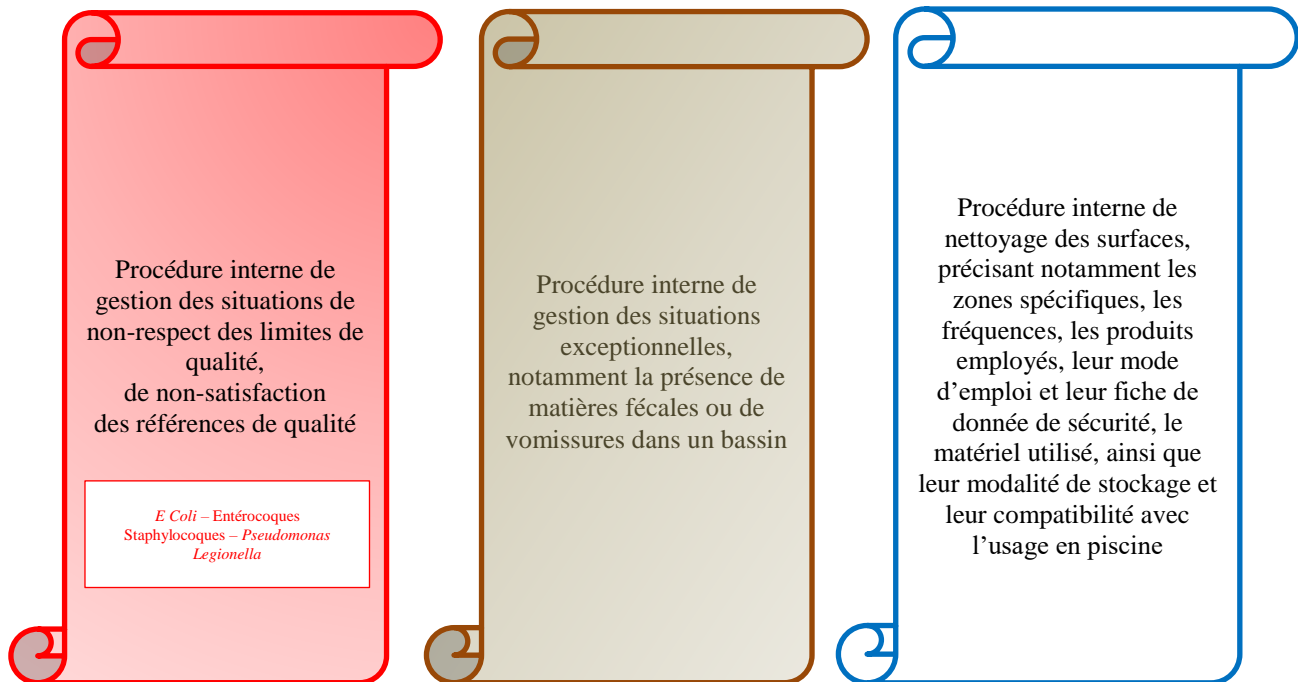 Procédure interne de
gestion des situations de
non-respect des limites de
qualité,
de non-satisfaction
des références de qualité
E Coli – Entérocoques
Staphylocoques – Pseudomonas
Legionella
Procédure interne de
gestion des situations
exceptionnelles,
notamment la présence de
matières fécales ou de
vomissures dans un bassin
Procédure interne de
nettoyage des surfaces,
précisant notamment les
zones spécifiques, les
fréquences, les produits
employés, leur mode
d’emploi et leur fiche de
donnée de sécurité, le
matériel utilisé, ainsi que
leur modalité de stockage et
leur compatibilité avec
l’usage en piscine